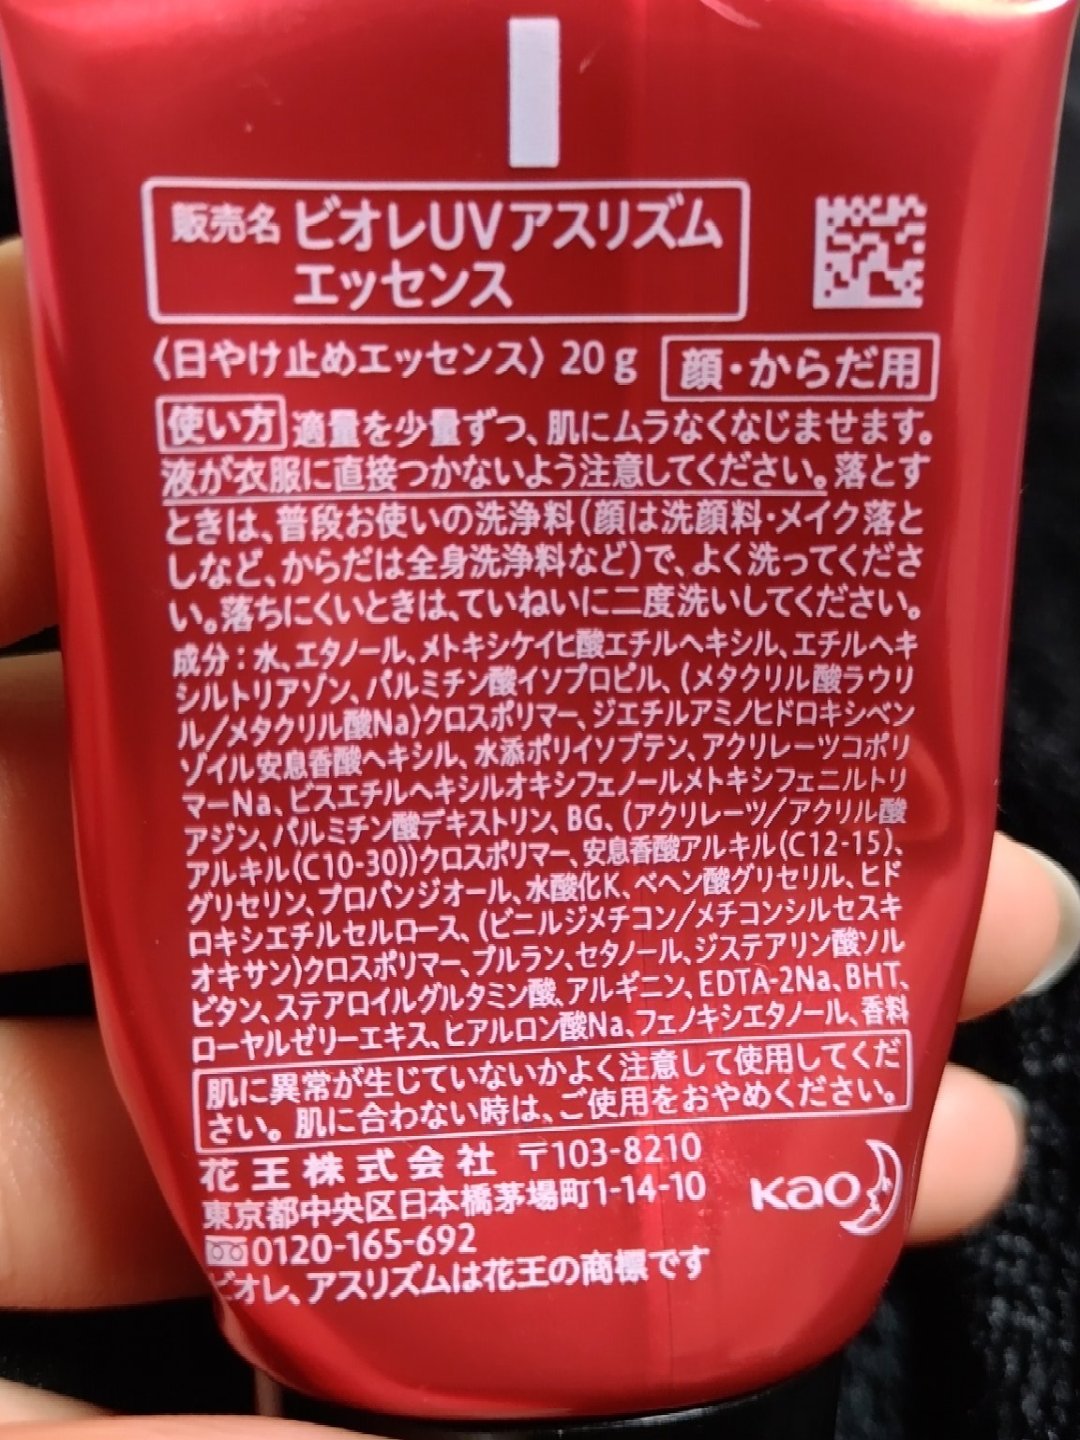 販売名 ビオレUVアスリズム
エッセンス
〈日やけ止めエッセンス〉 20g 顔・からだ用
使い方 適量を少量ずつ、肌にムラなくなじませます。
液が衣服に直接つかないよう注意してください。落とす
ときは、普段お使いの洗浄料(顔は洗顔料・メイク落と
しなど、からだは全身洗浄料など)で、よく洗ってくださ
い。落ちにくいときは、ていねいに二度洗いしてください。
成分：水、エタノール、メトキシケイヒ酸エチルヘキシル、エチルヘキ
シルトリアゾン、パルミチン酸イソプロピル、(メタクリル酸ラウリ
ル/メタクリル酸Na)クロスポリマー、ジエチルアミノヒドロキシベン
ゾイル安息香酸ヘキシル、水添ポリイソブテン、アクリレーツコポリ
マーNa、ビスエチルヘキシルオキシフェノールメトキシフェニルトリ
アジン、パルミチン酸デキストリン、BG、(アクリレーツ/アクリル酸
アルキル(C10-30))クロスポリマー、安息香酸アルキル(C12-15)、
グリセリン、プロパンジオール、水酸化K、ベヘン酸グリセリル、ヒド
ロキシエチルセルロース、(ビニルジメチコン/メチコンシルセスキ
オキサン)クロスポリマー、プルラン、セタノール、ジステアリン酸ソル
ビタン、ステアロイルグルタミン酸、アルギニン、EDTA-2Na、BHT、
ローヤルゼリーエキス、ヒアルロン酸Na、フェノキシエタノール、香料
肌に異常が生じていないかよく注意して使用してくだ
さい。肌に合わない時は、ご使用をおやめください。
花王株式会社 〒103-8210
東京都中央区日本橋茅場町1-14-10
0120-165-692
ビオレ、アスリズムは花王の商標です
Kao